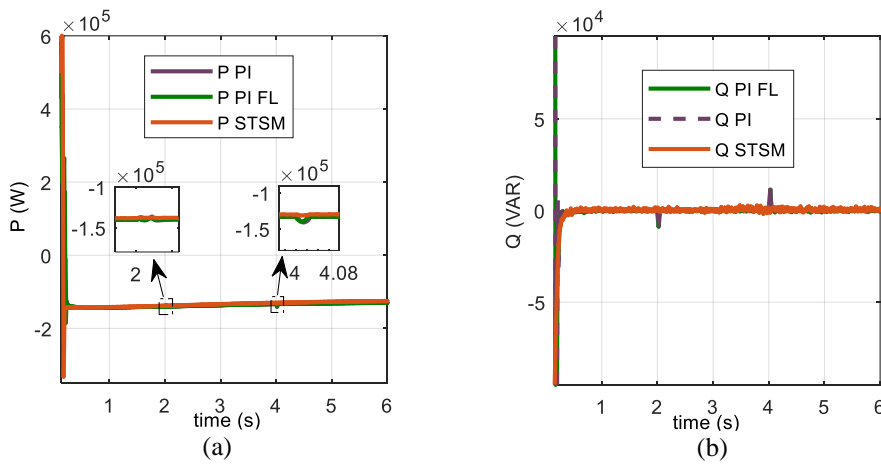 × 10^5
6
4
2
0
-2
P (W)
P PI
P PI FL
P STSM
× 10^5
-1
-1.5
2
-1
-1.5
4 4.08
1 2 3 4 5 6
time (s)
(a)
× 10^4
5
0
-5
Q (VAR)
Q PI FL
Q PI
Q STSM
1 2 3 4 5 6
time (s)
(b)